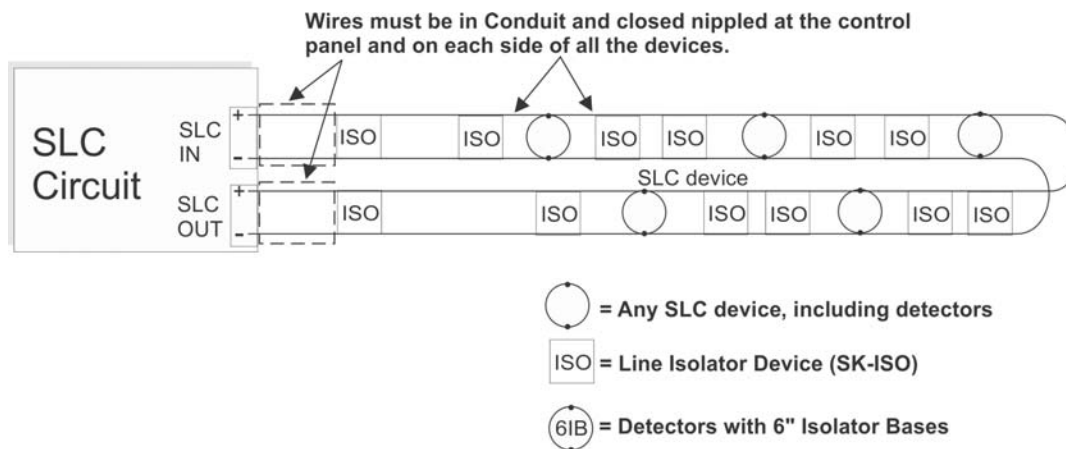 Wires must be in Conduit and closed nippled at the control
panel and on each side of all the devices.
SLC
Circuit
+
SLC
IN
-
ISO
ISO
ISO
ISO
ISO
ISO
SLC device
+
SLC
OUT
-
ISO
ISO
ISO
ISO
ISO
ISO
= Any SLC device, including detectors
ISO = Line Isolator Device (SK-ISO)
6IB = Detectors with 6" Isolator Bases